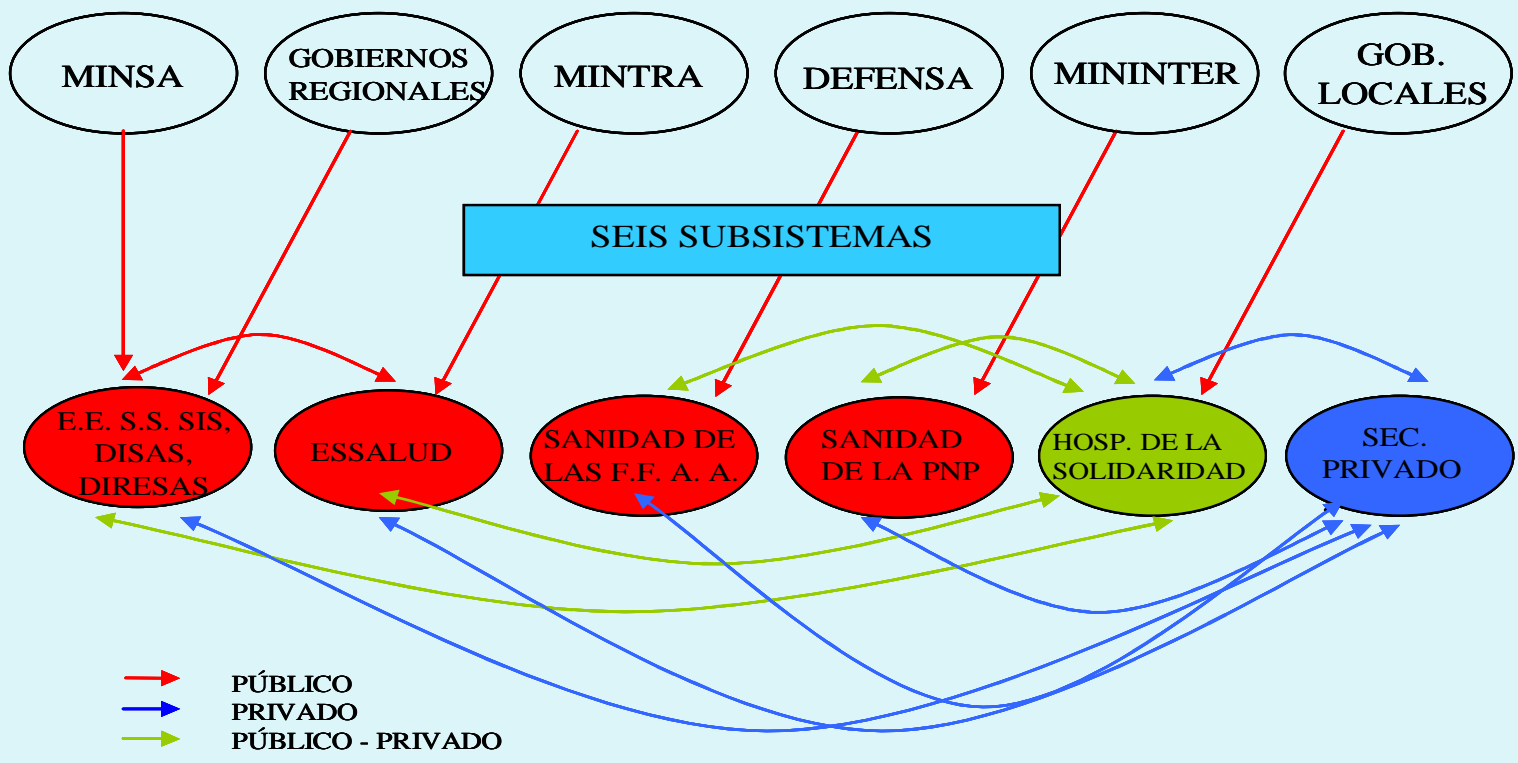 MINSA
GOBIERNOS
REGIONALES
MINTRA
DEFENSA
MININTER
GOB.
LOCALES
SEIS SUBSISTEMAS
E.E. S.S. SIS,
DISAS,
DIRESAS
ESSALUD
SANIDAD DE
LAS F.F. A. A.
SANIDAD
DE LA PNP
HOSP. DE LA
SOLIDARIDAD
SEC.
PRIVADO
PÚBLICO
PRIVADO
PÚBLICO - PRIVADO